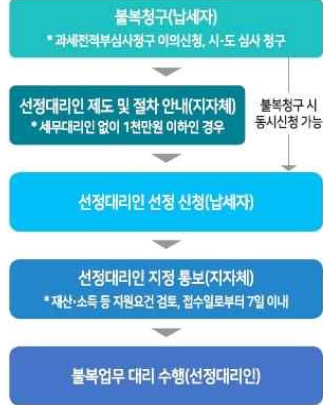 불복청구(납세자)
* 과세전적부심사청구 이의신청, 시·도 심사 청구
선정대리인 제도 및 절차 안내(지자체)
* 세무대리인 없이 1천만원 이하인 경우
불복청구 시
동시신청 가능
선정대리인 선정 신청(납세자)
선정대리인 지정 통보(지자체)
* 재산·소득 등 지원요건 검토, 접수일로부터 7일 이내
불복업무 대리 수행(선정대리인)